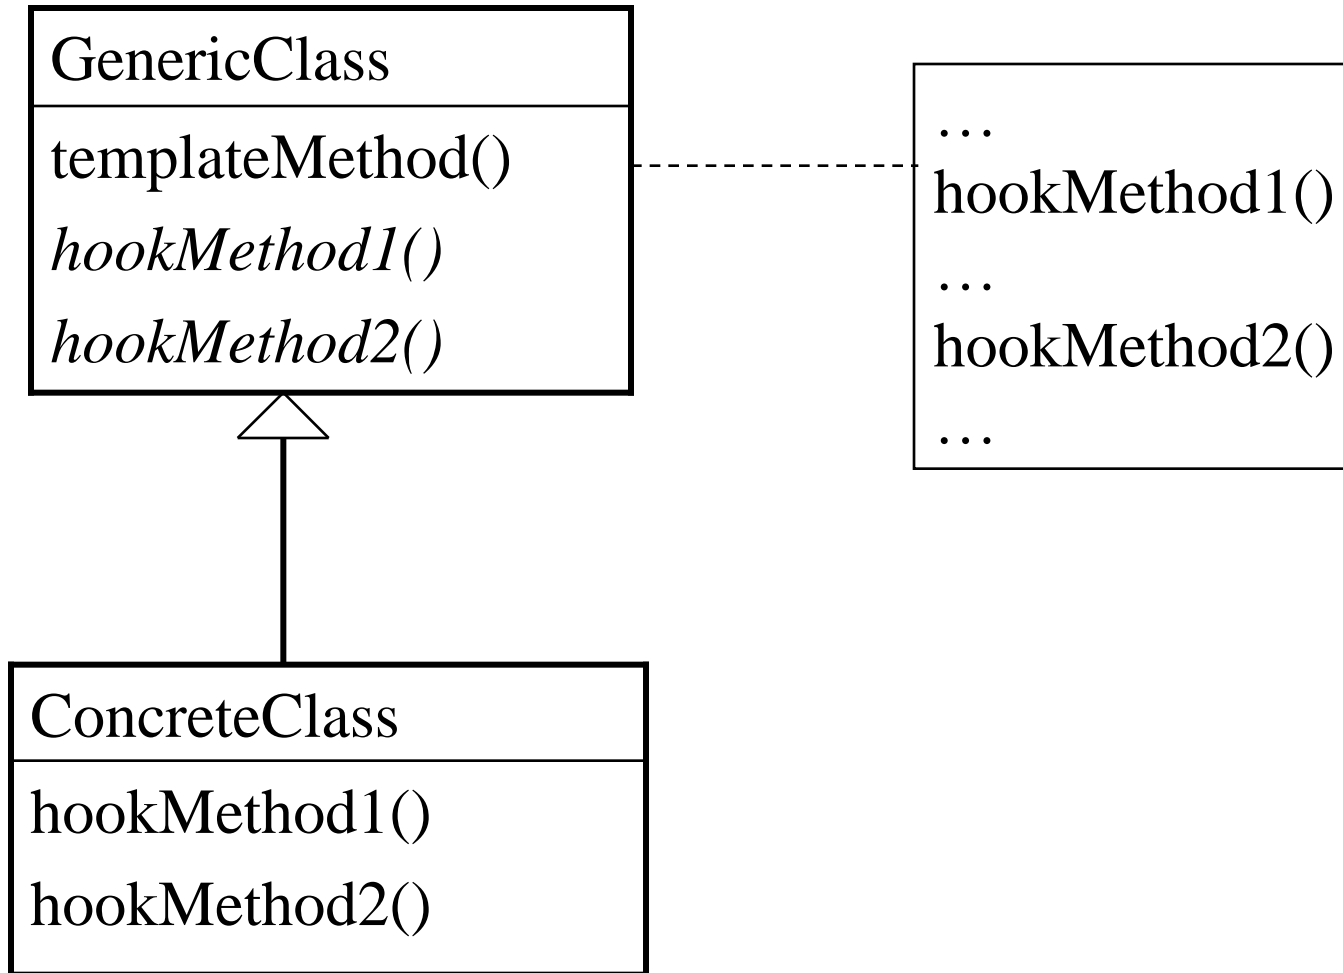 GenericClass
templateMethod()
hookMethod1()
hookMethod2()
…
hookMethod1()
…
hookMethod2()
…
ConcreteClass
hookMethod1()
hookMethod2()